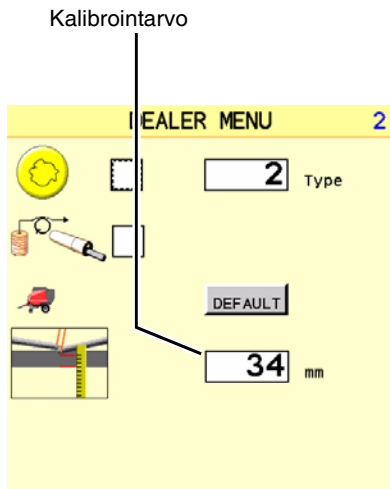 Kalibrointarvo
DEALER MENU 2
2 Type
DEFAULT
34 mm